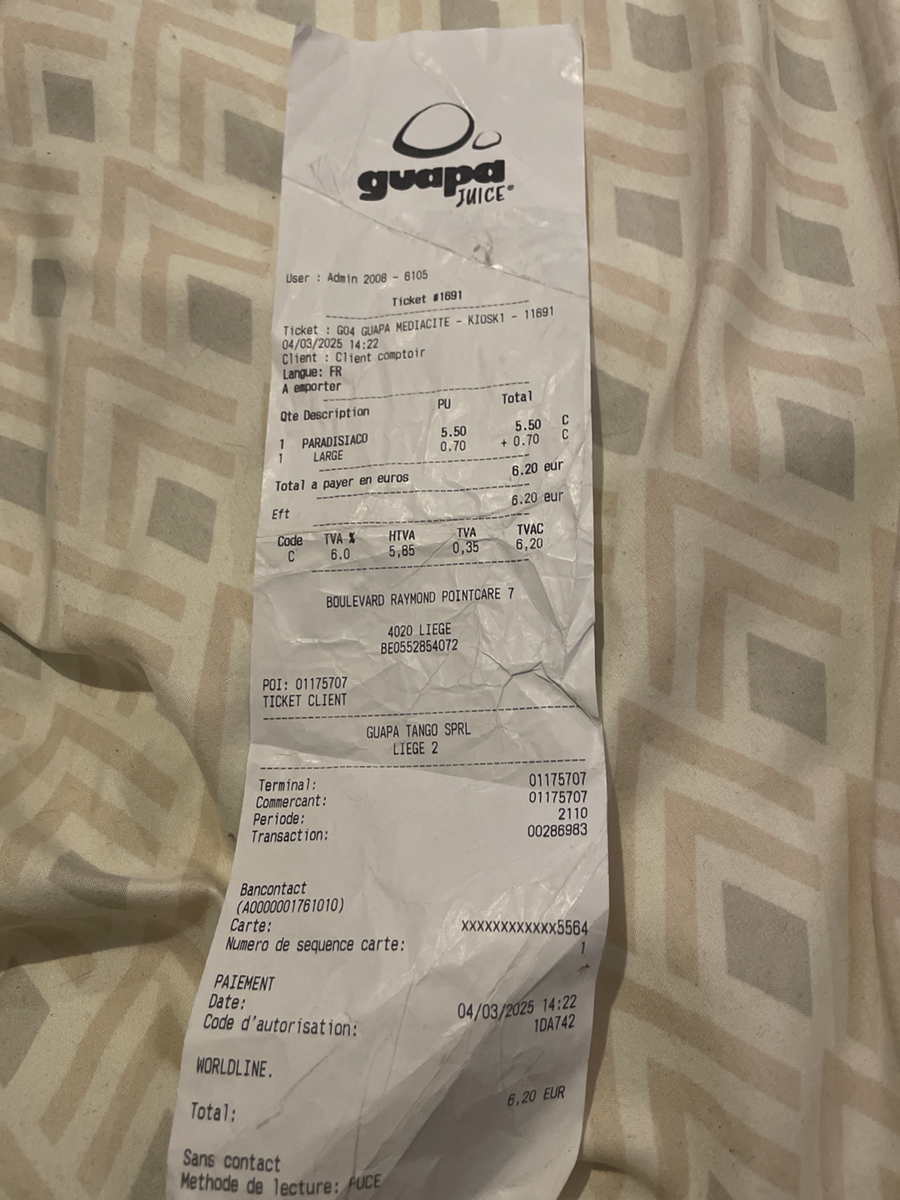 guapa
JUICE
User : Admin 2008 - 6105
Ticket #1691
Ticket : G04 GUAPA MEDIACITE - KIOSK1 - 11691
04/03/2025 14:22
Client : Client comptoir
Langue: FR
A emporter
Qte Description PU Total
1 PARADISIACO 5.50 5.50 C
1 LARGE 0.70 + 0.70 C
Total a payer en euros 6.20 eur
Eft 6.20 eur
Code TVA % HTVA TVA TVAC
C 6.0 5,85 0,35 6,20
BOULEVARD RAYMOND POINTCARE 7
4020 LIEGE
BE0552854072
POI: 01175707
TICKET CLIENT
GUAPA TANGO SPRL
LIEGE 2
Terminal: 01175707
Commercant: 01175707
Periode: 2110
Transaction: 00286983
Bancontact
(A0000001761010)
Carte: xxxxxxxxxxxx5564
Numero de sequence carte: 1
PAIEMENT
Date: 04/03/2025 14:22
Code d'autorisation: 1DA742
WORLDLINE.
Total: 6,20 EUR
Sans contact
Methode de lecture: PUCE